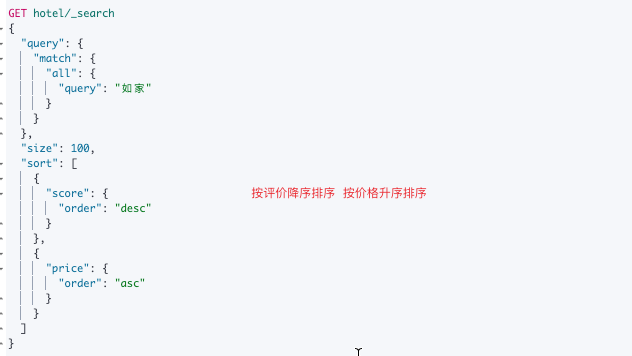 GET hotel/_search
{
  "query": {
    "match": {
      "all": {
        "query": "如家"
      }
    }
  },
  "size": 100,
  "sort": [
    {
      "score": {
        "order": "desc"
      }
    },
    {
      "price": {
        "order": "asc"
      }
    }
  ]
}
按评价降序排序 按价格升序排序